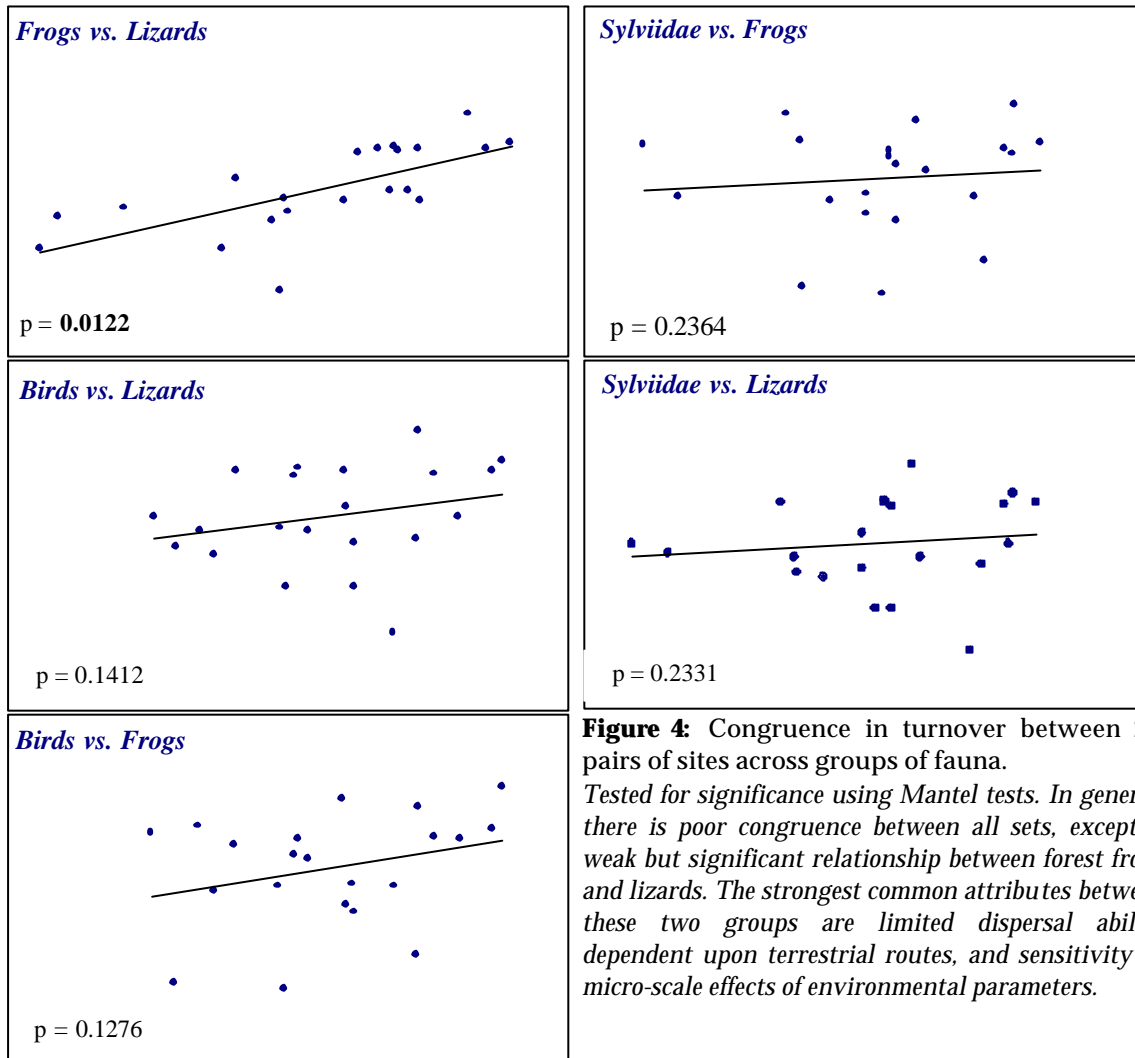 Frogs vs. Lizards
p = 0.0122
Sylviidae vs. Frogs
p = 0.2364
Birds vs. Lizards
p = 0.1412
Sylviidae vs. Lizards
p = 0.2331
Birds vs. Frogs
p = 0.1276
Figure 4: Congruence in turnover between
pairs of sites across groups of fauna.
Tested for significance using Mantel tests. In gener
there is poor congruence between all sets, except
weak but significant relationship between forest fro
and lizards. The strongest common attributes betwe
these two groups are limited dispersal abil
dependent upon terrestrial routes, and sensitivity
micro-scale effects of environmental parameters.